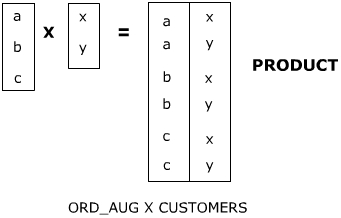 a x a x
b X y = a y
c b x PRODUCT
b y
c x
c y
ORD_AUG X CUSTOMERS